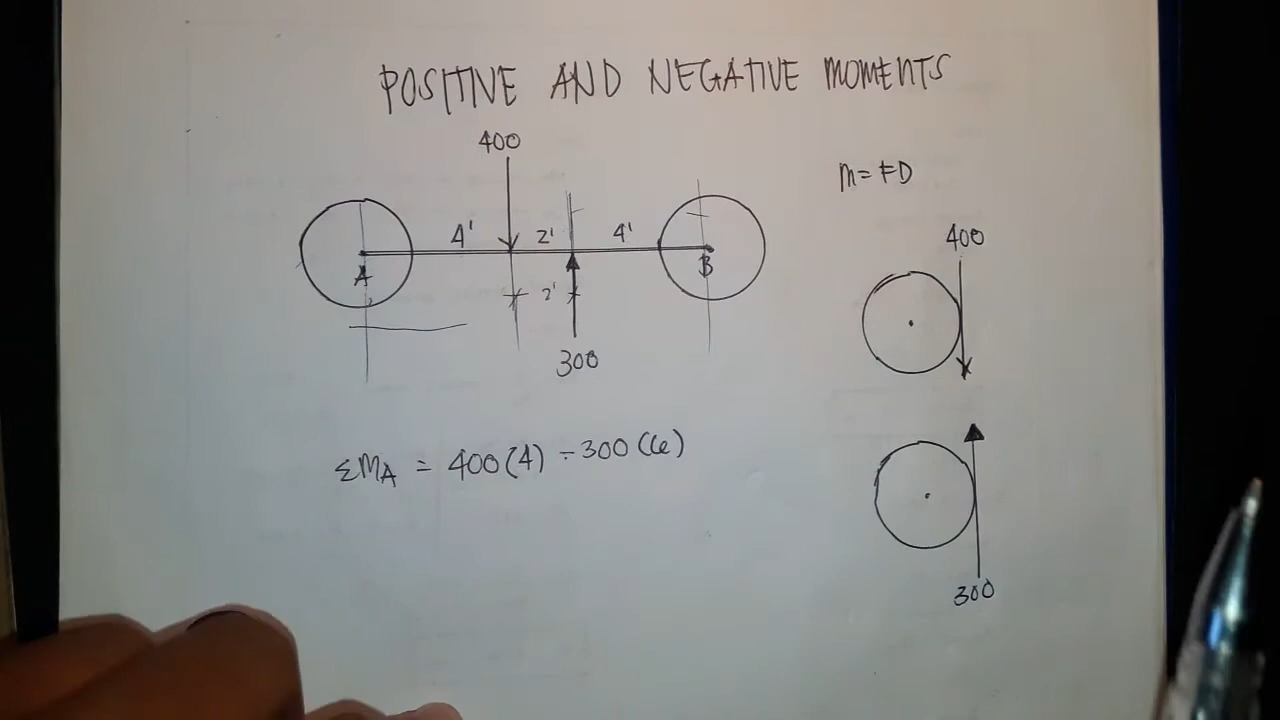 POSITIVE AND NEGATIVE MOMENTS
400
M = FD
4' 2' 4'
A B
2'
300
ΣMA = 400(4) - 300(6)
400
300